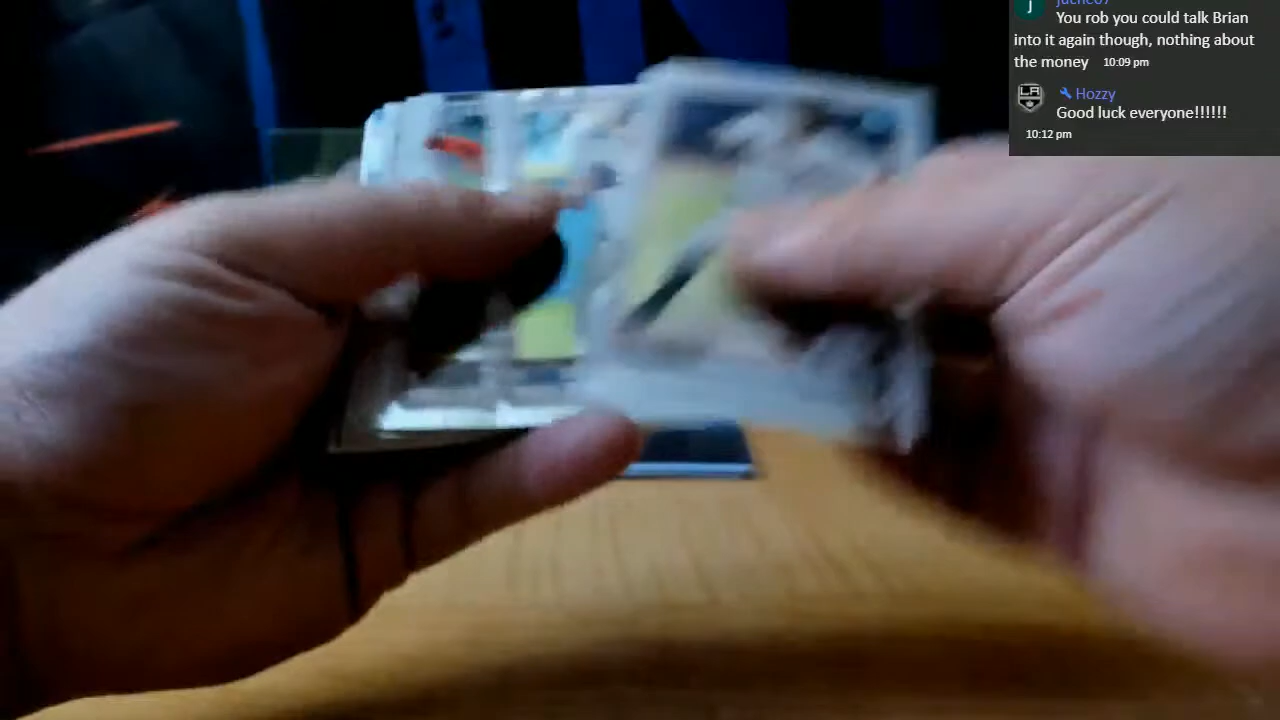 You rob you could talk Brian
into it again though, nothing about
the money 10:09 pm
LA
Hozzy
Good luck everyone!!!!!!
10:12 pm